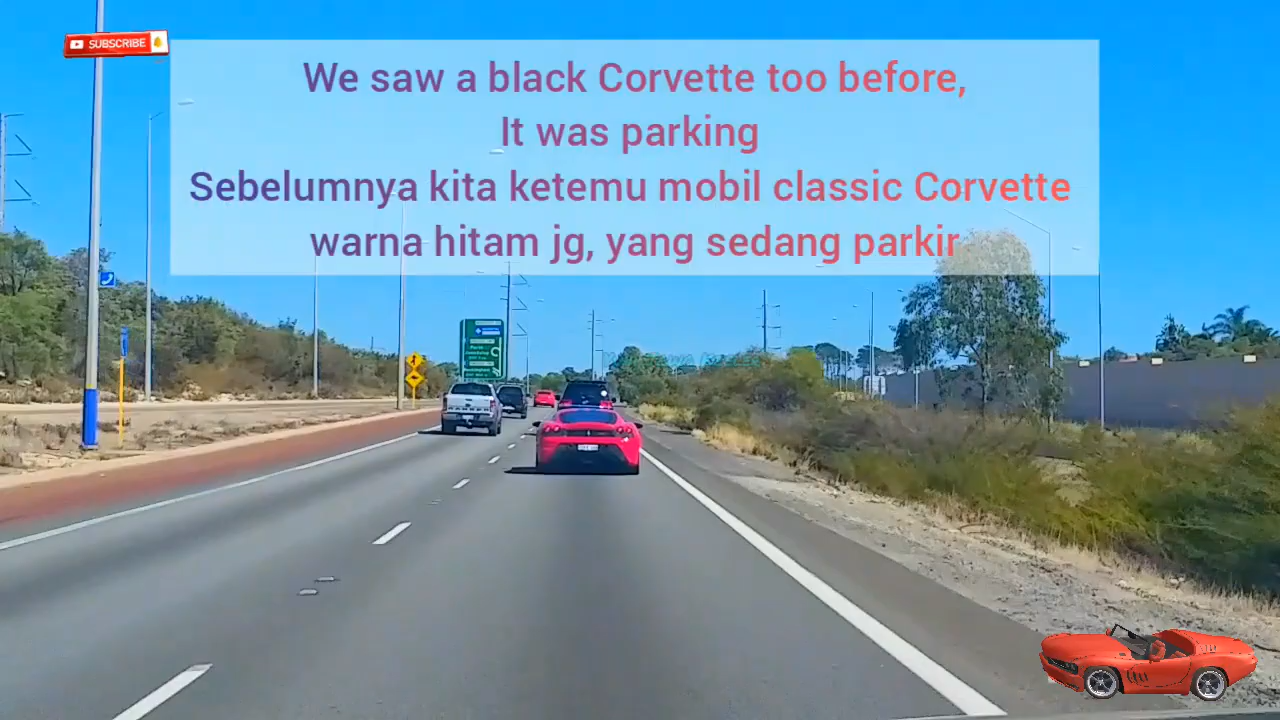 SUBSCRIBE
We saw a black Corvette too before,
It was parking
Sebelumnya kita ketemu mobil classic Corvette
warna hitam jg, yang sedang parkir